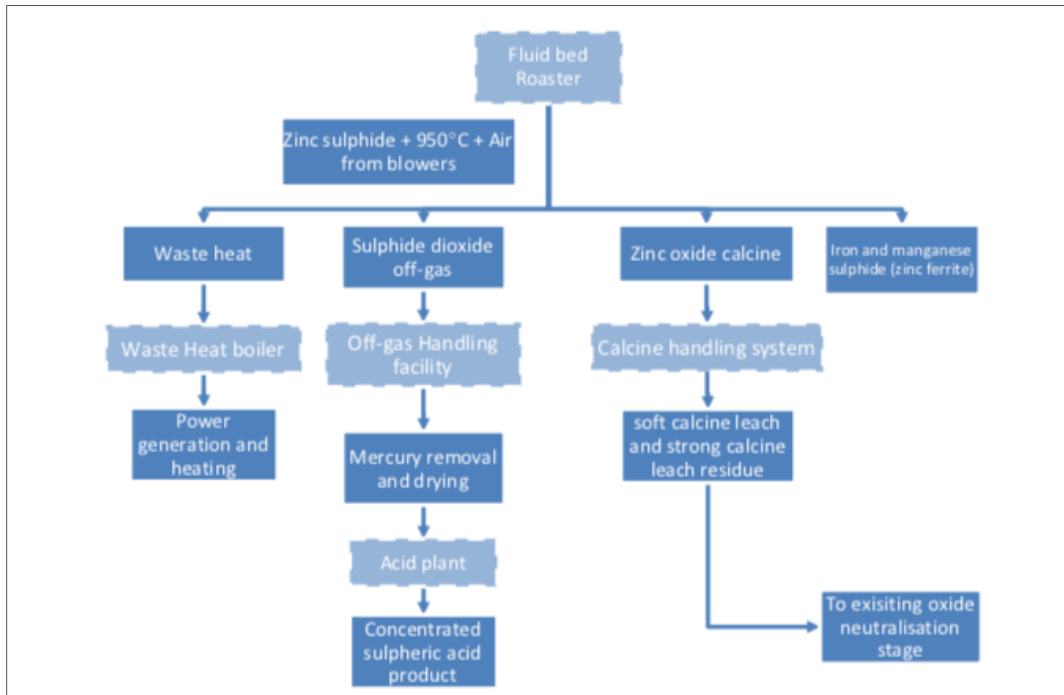 Fluid bed
Roaster
Zinc sulphide + 950°C + Air
from blowers
Waste heat
Sulphide dioxide
off-gas
Zinc oxide calcine
Iron and manganese
sulphide (zinc ferrite)
Waste Heat boiler
Off-gas Handling
facility
Calcine handling system
Power
generation and
heating
Mercury removal
and drying
soft calcine leach
and strong calcine
leach residue
Acid plant
Concentrated
sulpheric acid
product
To exisiting oxide
neutralisation
stage